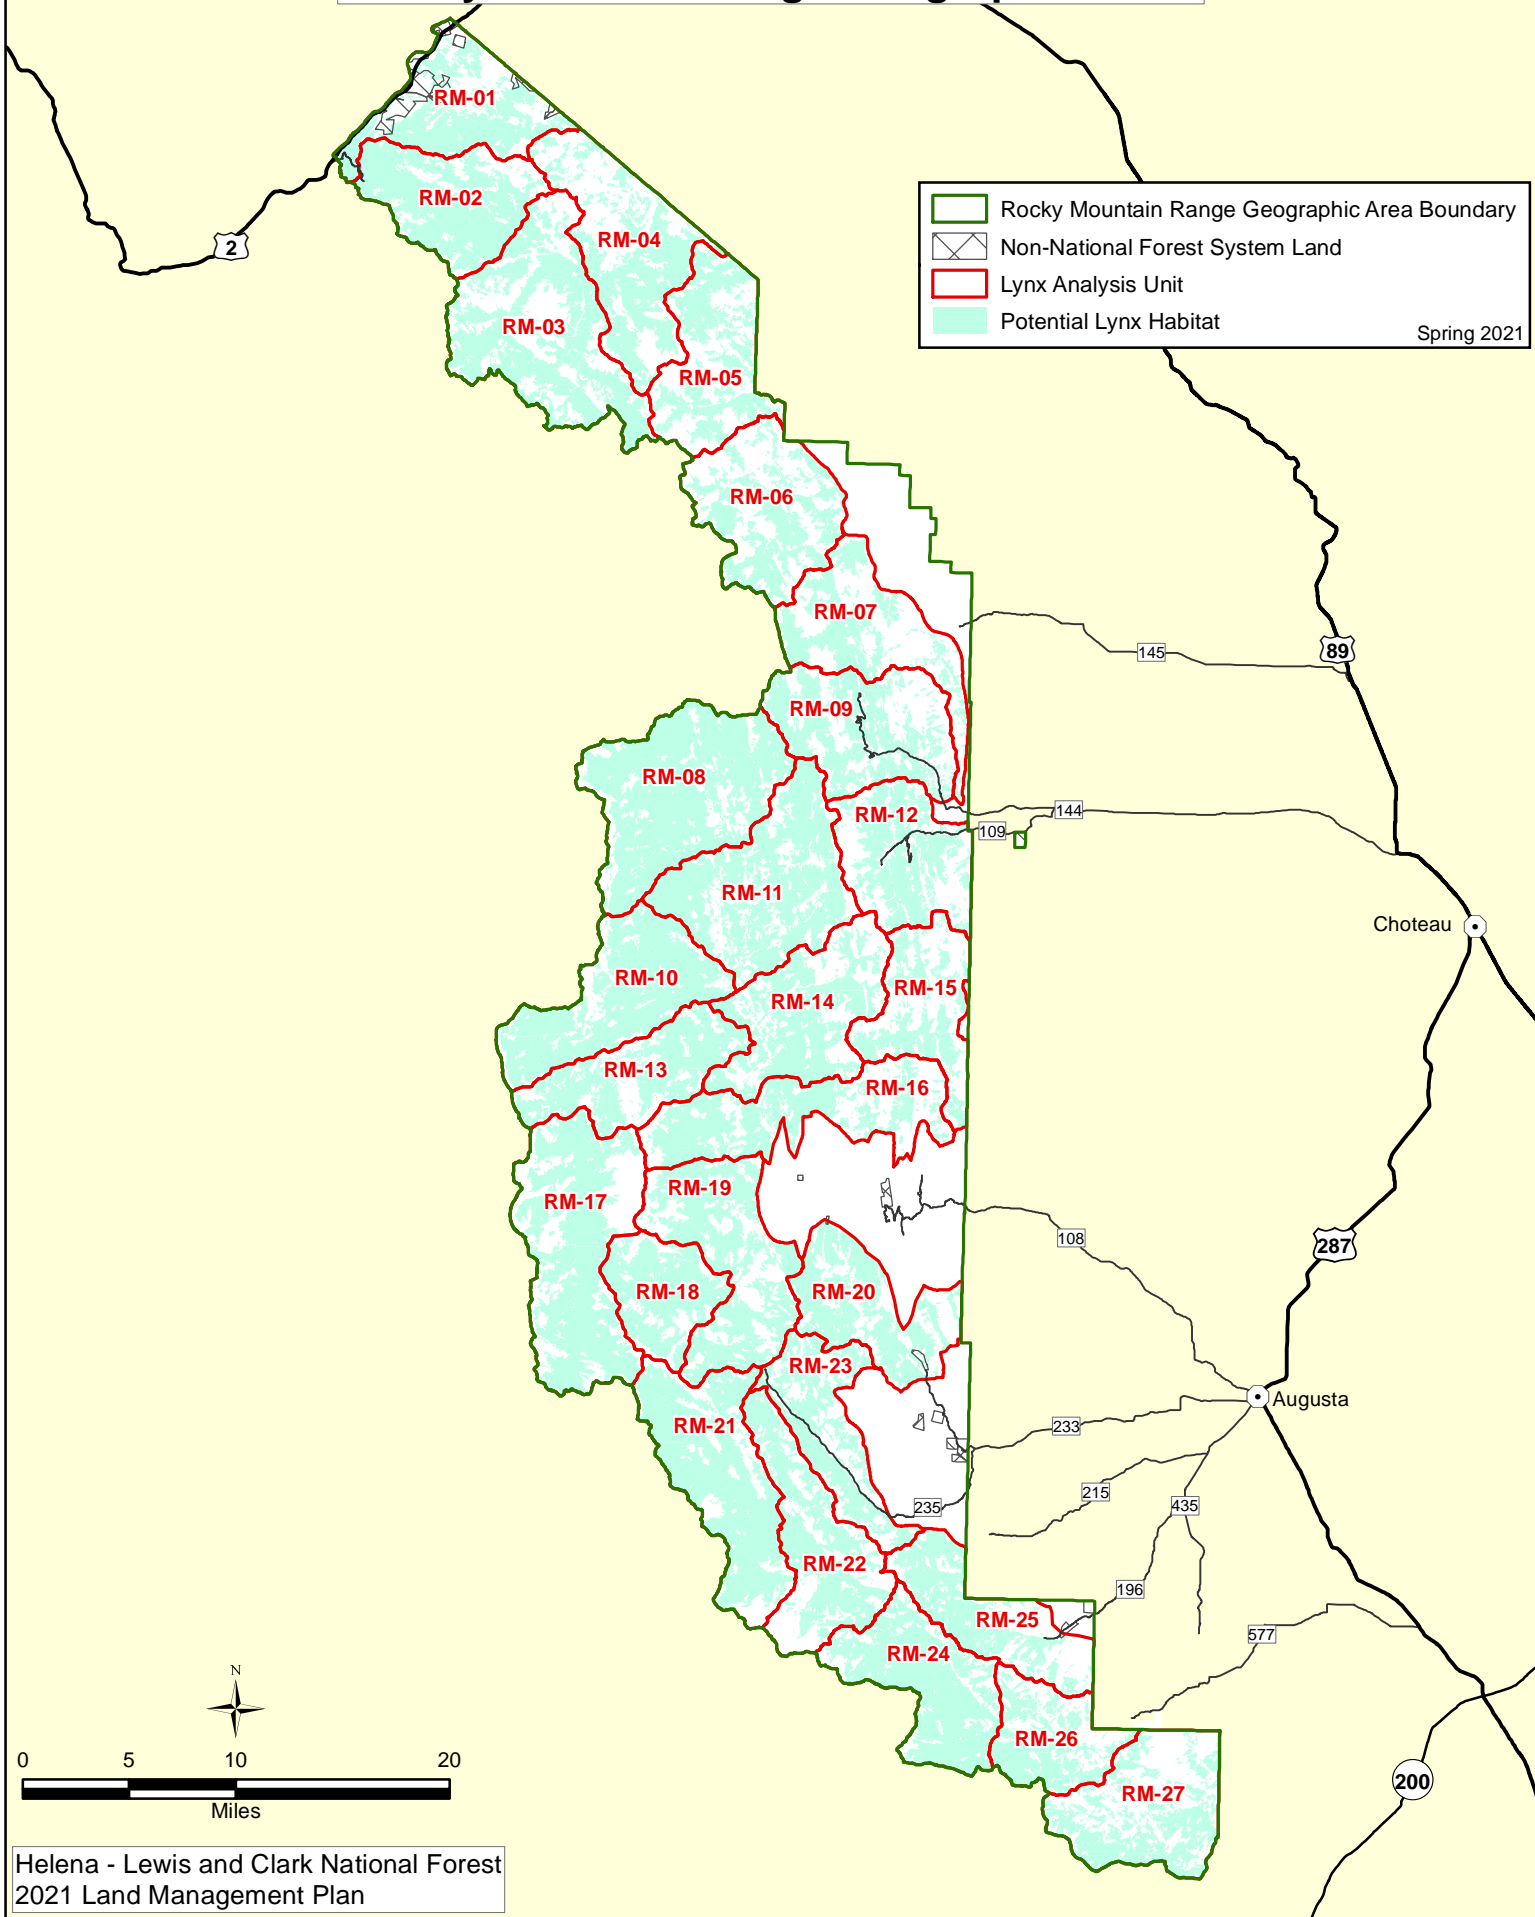 RM-01
RM-02
2
RM-04
Rocky Mountain Range Geographic Area Boundary
Non-National Forest System Land
Lynx Analysis Unit
Potential Lynx Habitat
Spring 2021
RM-03
RM-05
RM-06
RM-07
145
89
RM-09
RM-08
RM-12
144
109
RM-11
Choteau
RM-10
RM-15
RM-14
RM-13
RM-16
RM-19
RM-17
108
287
RM-18
RM-20
RM-23
Augusta
RM-21
233
215
235
435
RM-22
196
RM-25
577
RM-24
N
RM-26
0 5 10 20
Miles
200
RM-27
Helena - Lewis and Clark National Forest
2021 Land Management Plan